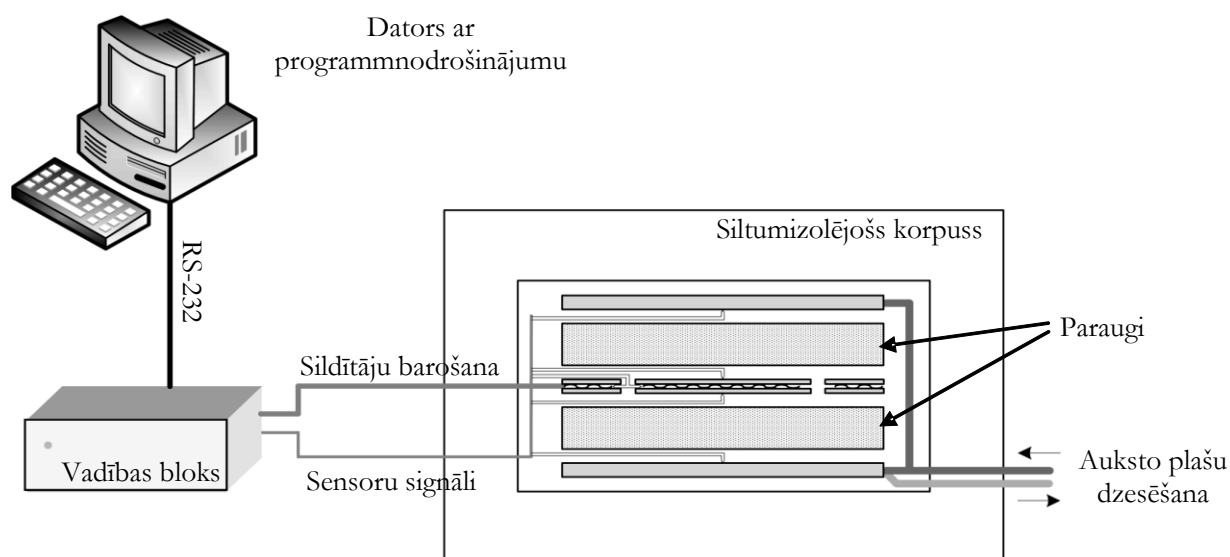 Dators ar
programmnodrošinājumu
Siltumizolējošs korpuss
RS-232
Paraugi
Sildītāju barošana
Vadības bloks
Sensoru signāli
Auksto plašu
dzesēšana